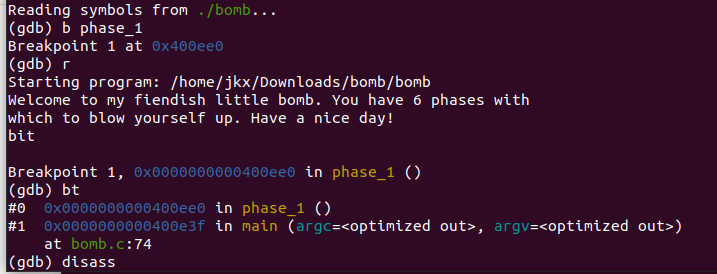 Reading symbols from ./bomb...
(gdb) b phase_1
Breakpoint 1 at 0x400ee0
(gdb) r
Starting program: /home/jkx/Downloads/bomb/bomb
Welcome to my fiendish little bomb. You have 6 phases with
which to blow yourself up. Have a nice day!
bit
Breakpoint 1, 0x0000000000400ee0 in phase_1 ()
(gdb) bt
#0  0x0000000000400ee0 in phase_1 ()
#1  0x0000000000400e3f in main (argc=<optimized out>, argv=<optimized out>)
    at bomb.c:74
(gdb) disass